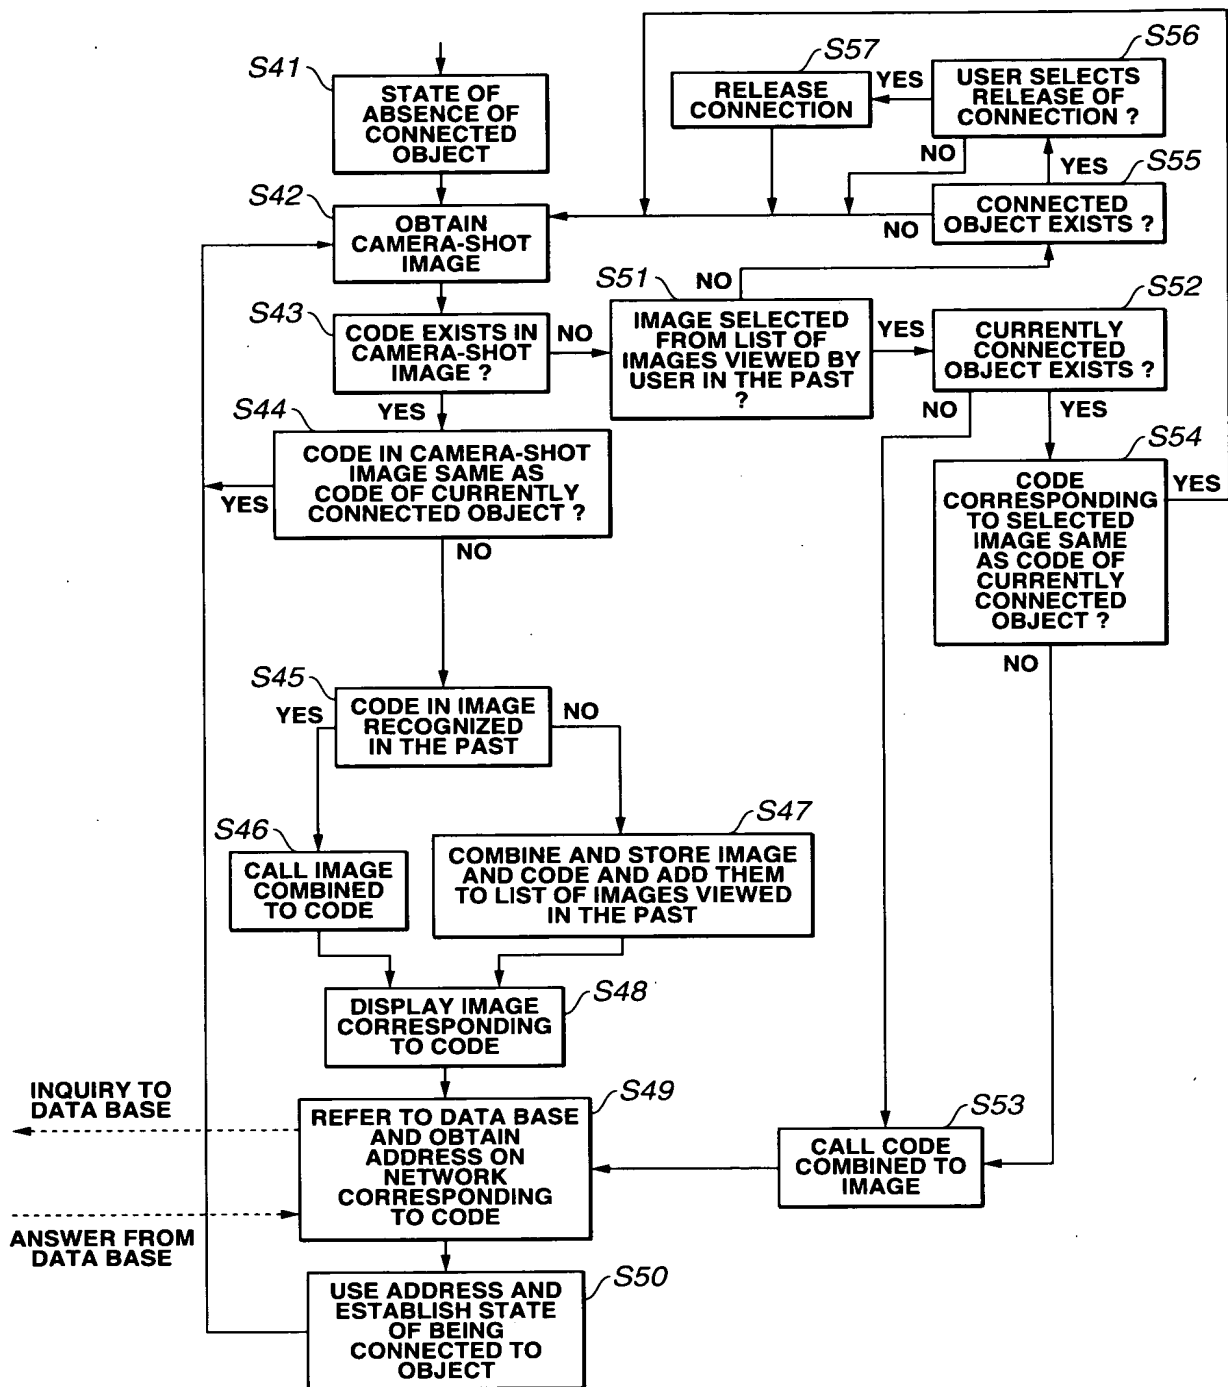 S41
STATE OF
ABSENCE OF
CONNECTED
OBJECT
S57
RELEASE
CONNECTION
YES
S56
USER SELECTS
RELEASE OF
CONNECTION ?
NO
YES
S55
CONNECTED
OBJECT EXISTS ?
NO
S42
OBTAIN
CAMERA-SHOT
IMAGE
S43
CODE EXISTS IN
CAMERA-SHOT
IMAGE ?
NO
YES
S51
NO
IMAGE SELECTED
FROM LIST OF
IMAGES VIEWED BY
USER IN THE PAST
?
YES
S52
CURRENTLY
CONNECTED
OBJECT EXISTS ?
NO
YES
S44
CODE IN CAMERA-SHOT
IMAGE SAME AS
CODE OF CURRENTLY
CONNECTED OBJECT ?
YES
NO
S54
CODE
CORRESPONDING
TO SELECTED
IMAGE SAME
AS CODE OF
CURRENTLY
CONNECTED
OBJECT ?
YES
NO
S45
YES
CODE IN IMAGE
RECOGNIZED
IN THE PAST
NO
S46
CALL IMAGE
COMBINED
TO CODE
S47
COMBINE AND STORE IMAGE
AND CODE AND ADD THEM
TO LIST OF IMAGES VIEWED
IN THE PAST
S48
DISPLAY IMAGE
CORRESPONDING
TO CODE
INQUIRY TO
DATA BASE
S49
REFER TO DATA BASE
AND OBTAIN
ADDRESS ON
NETWORK
CORRESPONDING
TO CODE
S53
CALL CODE
COMBINED TO
IMAGE
ANSWER FROM
DATA BASE
S50
USE ADDRESS AND
ESTABLISH STATE
OF BEING
CONNECTED TO
OBJECT